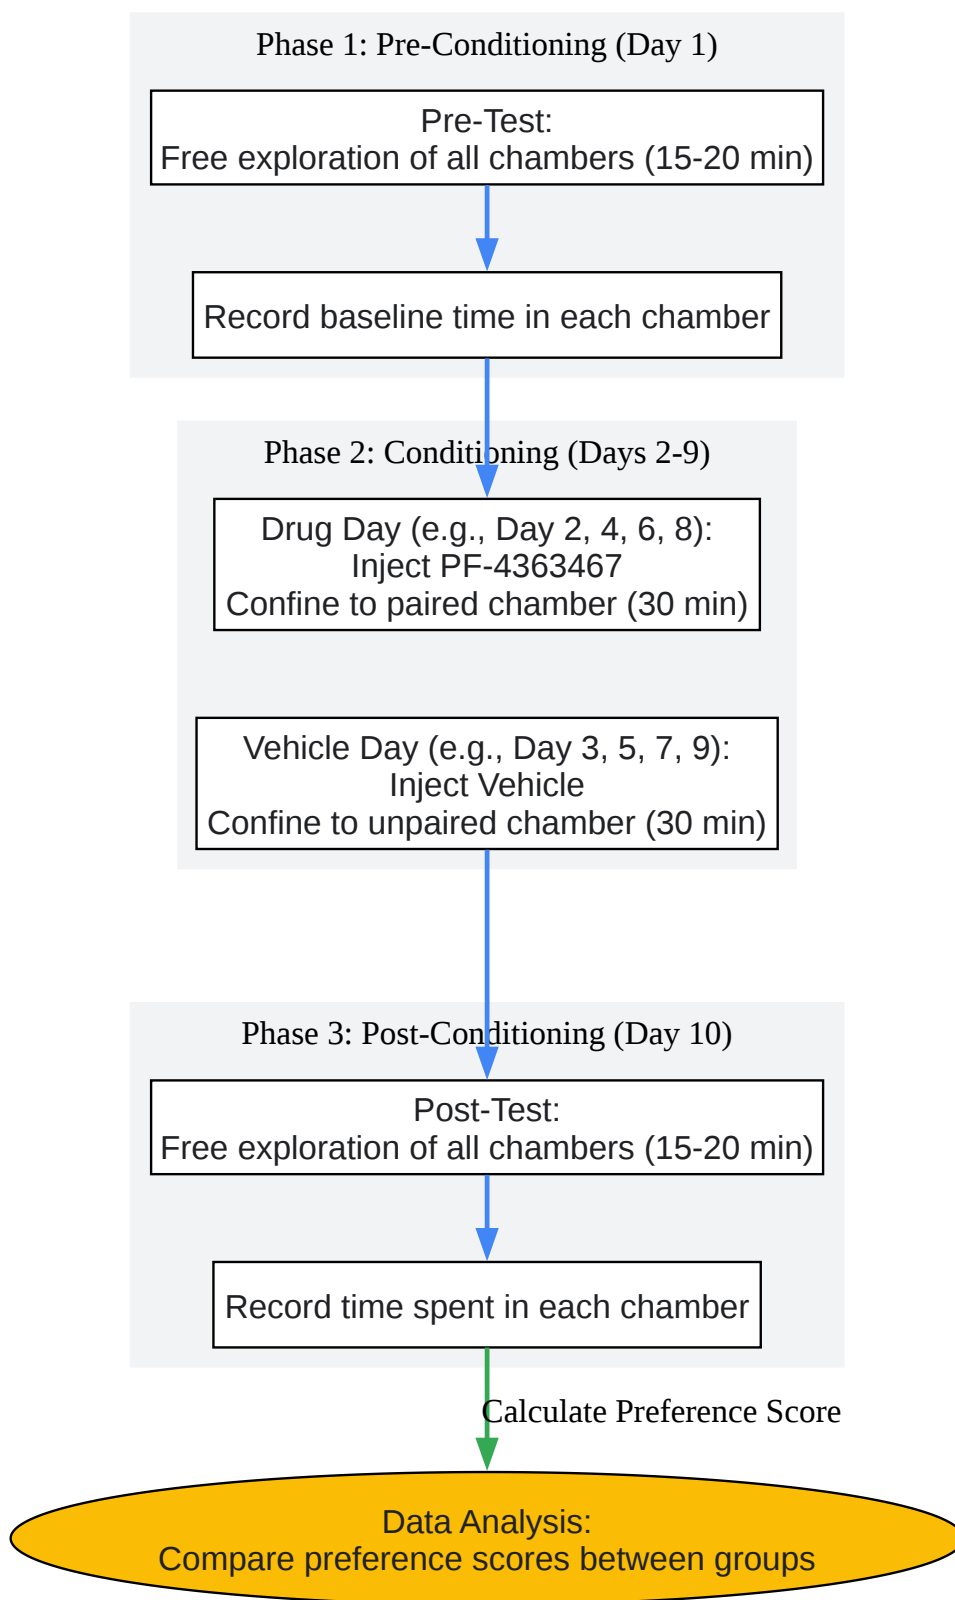 Phase 1: Pre-Conditioning (Day 1)
Pre-Test:
Free exploration of all chambers (15-20 min)
Record baseline time in each chamber
Phase 2: Conditioning (Days 2-9)
Drug Day (e.g., Day 2, 4, 6, 8):
Inject PF-4363467
Confine to paired chamber (30 min)
Vehicle Day (e.g., Day 3, 5, 7, 9):
Inject Vehicle
Confine to unpaired chamber (30 min)
Phase 3: Post-Conditioning (Day 10)
Post-Test:
Free exploration of all chambers (15-20 min)
Record time spent in each chamber
Calculate Preference Score
Data Analysis:
Compare preference scores between groups